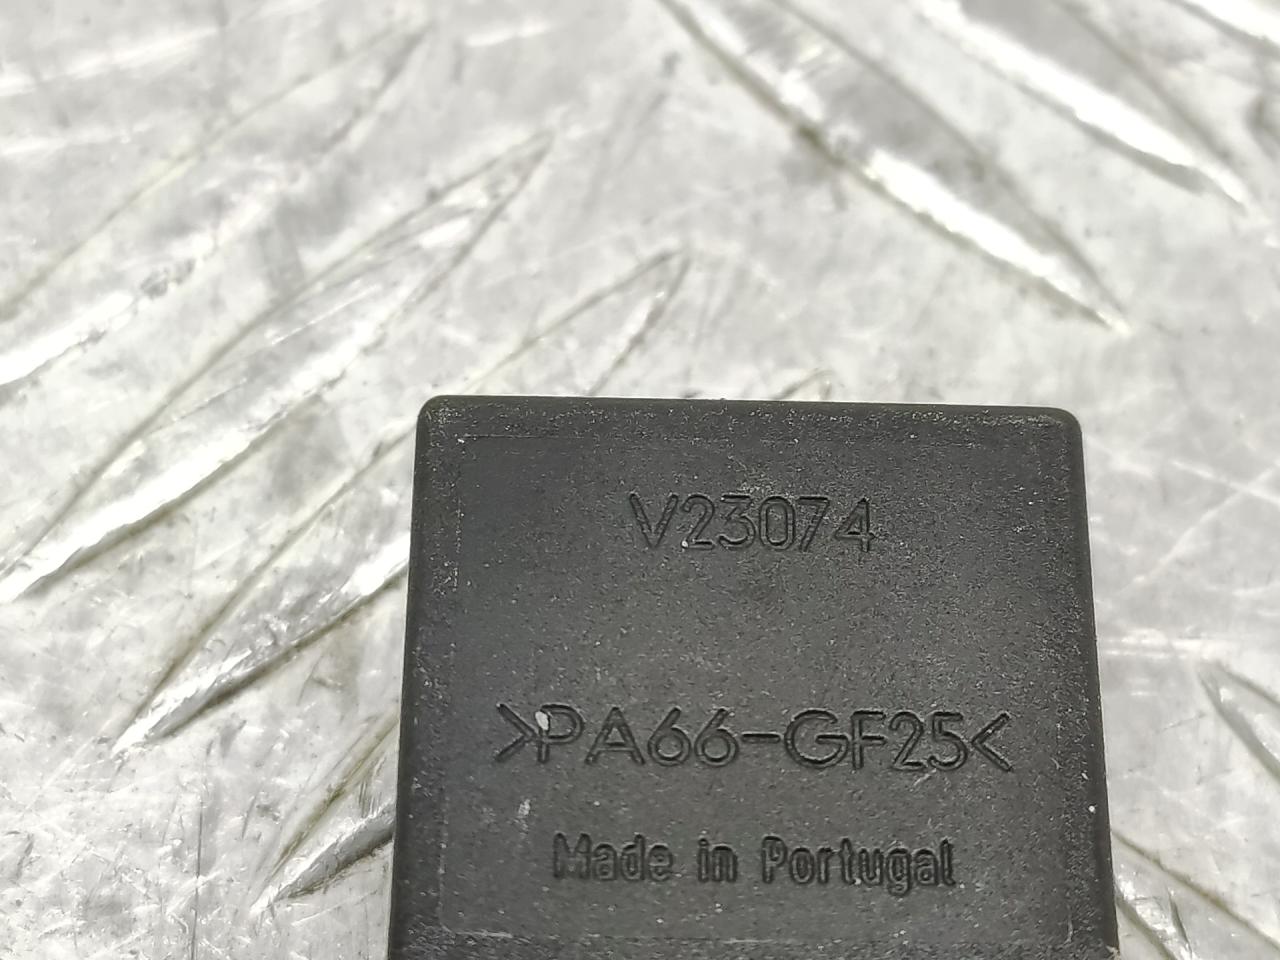 V23074
>PA66-GF25<
Made in Portugal